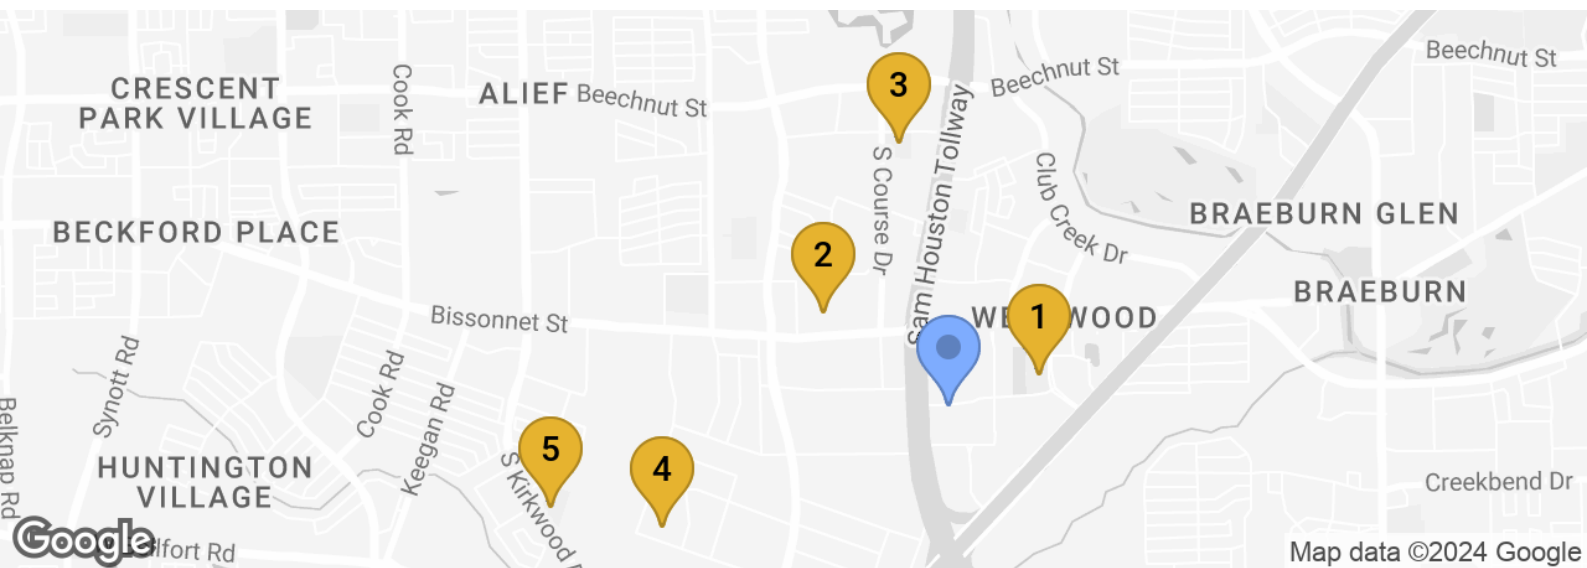 Beechnut St
Beechnut St
CRESCENT
PARK VILLAGE
Cook Rd
ALIEF
Beechnut St
3
Sam Houston Tollway
S Course Dr
Club Creek Dr
BRAEBURN GLEN
BECKFORD PLACE
2
BRAEBURN
Bissonnet St
1
Synott Rd
Cook Rd
Keegan Rd
Belknap Rd
5
4
HUNTINGTON
VILLAGE
S Kirkwood
Creekbend Dr
Google
Rd
Map data ©2024 Google